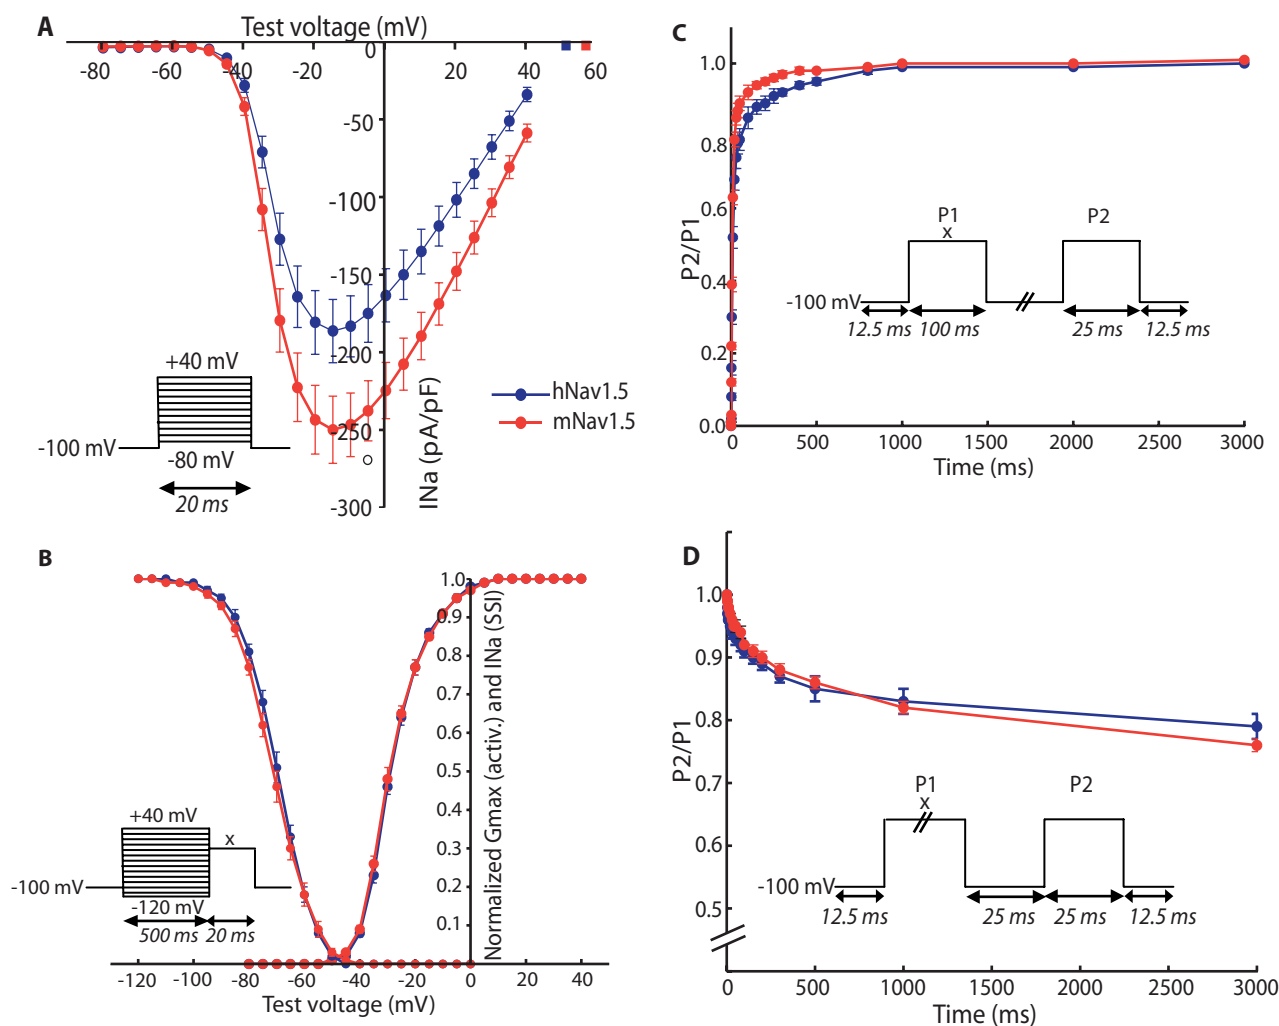 A
Test voltage (mV)
-80
-60
-40
-20
0
20
40
60
-50
-100
-150
-200
-250
-300
INa (pA/pF)
+40 mV
-100 mV
-80 mV
20 ms
hNav1.5
mNav1.5
B
1.0
0.9
0.8
0.7
0.6
0.5
0.4
0.3
0.2
0.1
Normalized Gmax (activ.) and INa (SSI)
+40 mV
x
-100 mV
-120 mV
500 ms
20 ms
-120
-100
-80
-60
-40
-20
0
20
40
Test voltage (mV)
C
1.0
0.8
0.6
0.4
0.2
0.0
P2/P1
P1
x
P2
-100 mV
12.5 ms
100 ms
25 ms
12.5 ms
0
500
1000
1500
2000
2500
3000
Time (ms)
D
1.0
0.9
0.8
0.7
0.6
0.5
P2/P1
P1
x
P2
-100 mV
12.5 ms
25 ms
25 ms
12.5 ms
0
500
1000
1500
2000
2500
3000
Time (ms)